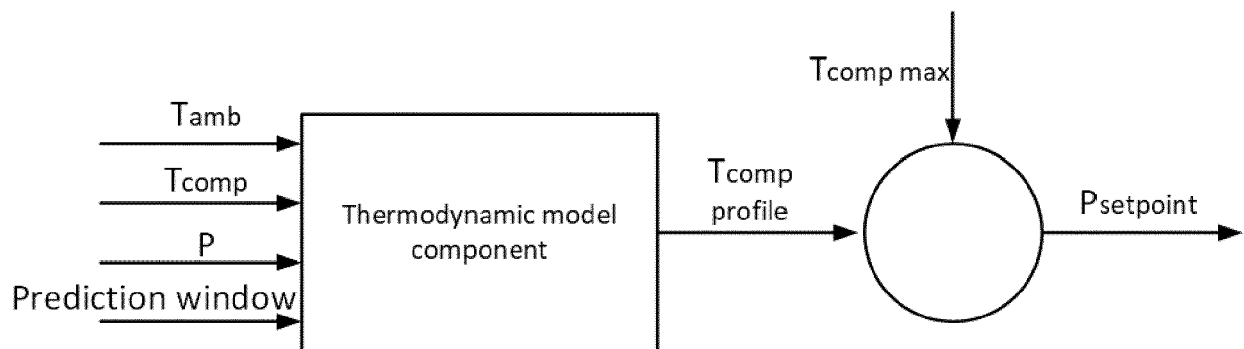 Tcomp max
Tamb
Tcomp
P
Prediction window
Thermodynamic model
component
Tcomp
profile
Psetpoint